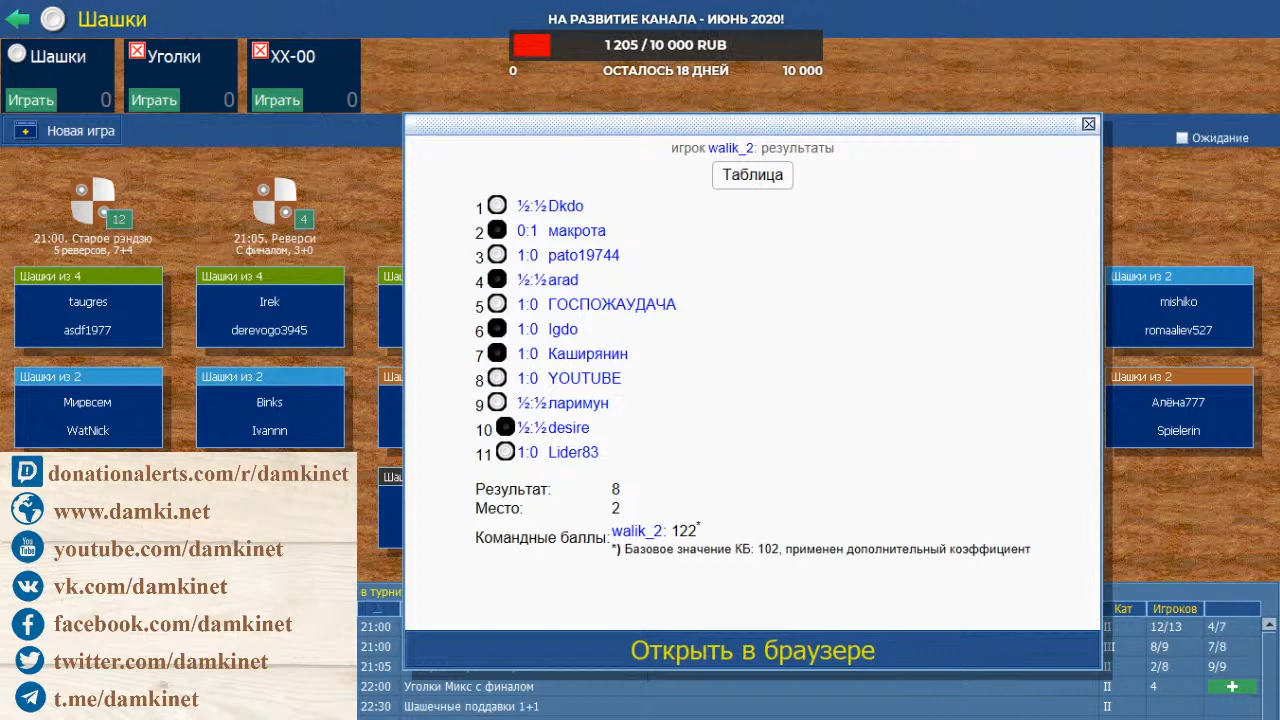 Шашки
НА РАЗВИТИЕ КАНАЛА - ИЮНЬ 2020!
1 205 / 10 000 RUB
0 ОСТАЛОСЬ 18 ДНЕЙ 10 000
Шашки
Играть 0
Уголки
Играть 0
XX-00
Играть 0
Новая игра
Ожидание
12
21:00. Старое рэндзю
5 реверсов, 7+4
4
21:05. Реверси
С финалом, 3+0
Шашки из 4
taugres
asdf1977
Шашки из 4
Irek
derevogo3945
Шашки из 2
mishiko
romaaliev527
Шашки из 2
Мирвсем
WatNick
Шашки из 2
Binks
Ivannn
Шашки из 2
Алёна777
Spielerin
игрок walik_2: результаты
Таблица
1 ½:½ Dkdo
2 0:1 макрота
3 1:0 pato19744
4 ½:½ arad
5 1:0 ГОСПОЖАУДАЧА
6 1:0 Igdo
7 1:0 Каширянин
8 1:0 YOUTUBE
9 ½:½ларимун
10 ½:½desire
11 1:0 Lider83
Результат: 8
Место: 2
Командные баллы: walik_2: 122*
*) Базовое значение КБ: 102, применен дополнительный коэффициент
Открыть в браузере
donationalerts.com/r/damkinet
www.damki.net
youtube.com/damkinet
vk.com/damkinet
facebook.com/damkinet
twitter.com/damkinet
t.me/damkinet
в турни
Кат Игроков
21:00 II 12/13 4/7
21:00 III 8/9 7/8
21:05 II 2/8 9/9
22:00 Уголки Микс с финалом II 4 +
22:30 Шашечные поддавки 1+1 II